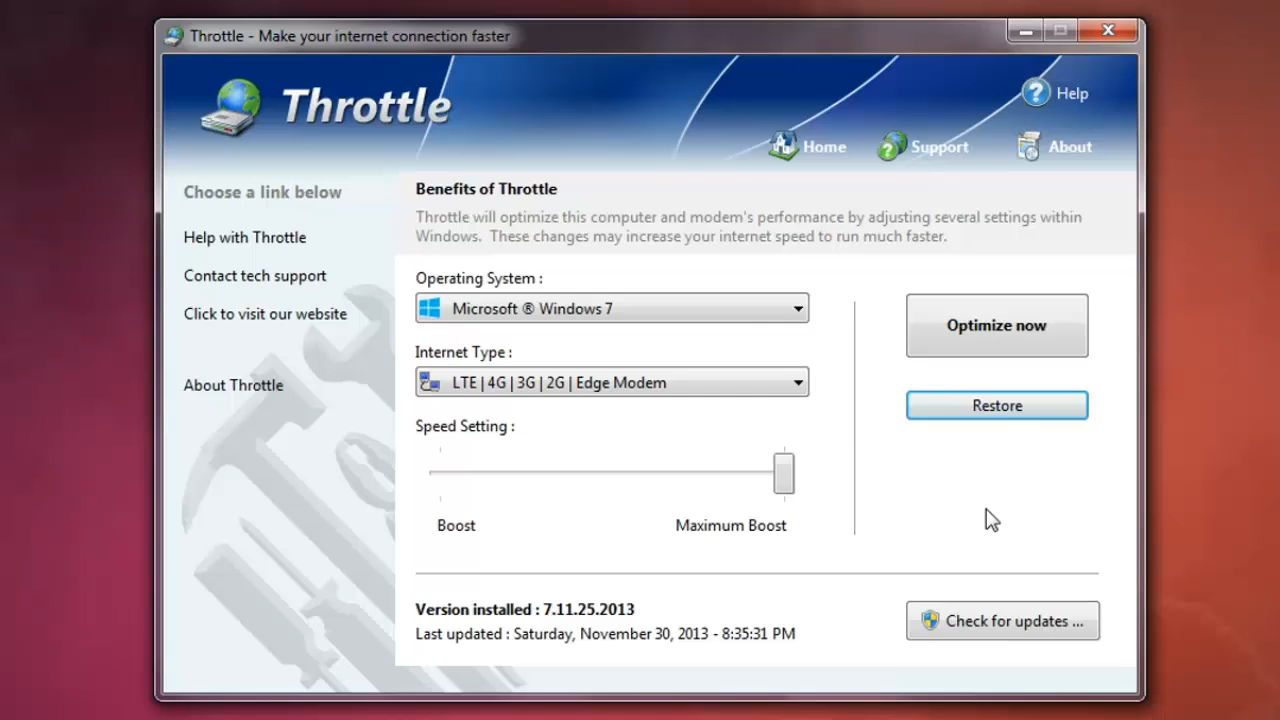 Throttle - Make your internet connection faster
Throttle
Help
Home
Support
About
Choose a link below
Help with Throttle
Contact tech support
Click to visit our website
About Throttle
Benefits of Throttle
Throttle will optimize this computer and modem's performance by adjusting several settings within
Windows. These changes may increase your internet speed to run much faster.
Operating System :
Microsoft ® Windows 7
Internet Type :
LTE | 4G | 3G | 2G | Edge Modem
Speed Setting :
Boost
Maximum Boost
Optimize now
Restore
Version installed : 7.11.25.2013
Last updated : Saturday, November 30, 2013 - 8:35:31 PM
Check for updates ...